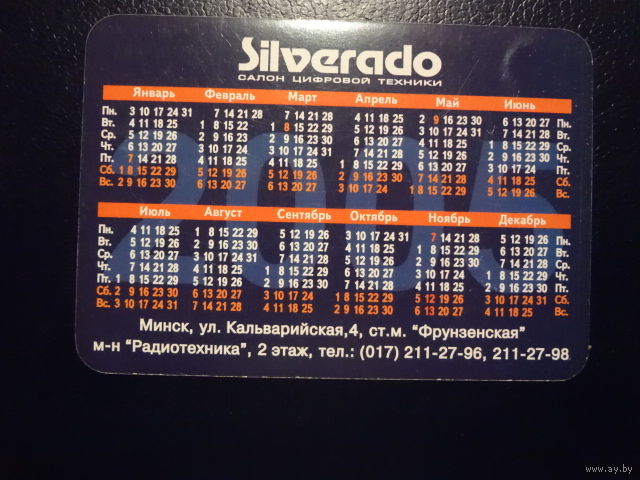 Silverado
САЛОН ЦИФРОВОЙ ТЕХНИКИ
2005
Январь Февраль Март Апрель Май Июнь
Пн. 3 10 17 24 31 7 14 21 28 7 14 21 28 4 11 18 25 2 9 16 23 30 6 13 20 27 Пн.
Вт. 4 11 18 25 1 8 15 22 1 8 15 22 29 5 12 19 26 3 10 17 24 31 7 14 21 28 Вт.
Ср. 5 12 19 26 2 9 16 23 2 9 16 23 30 6 13 20 27 4 11 18 25 1 8 15 22 29 Ср.
Чт. 6 13 20 27 3 10 17 24 3 10 17 24 31 7 14 21 28 5 12 19 26 2 9 16 23 30 Чт.
Пт. 7 14 21 28 4 11 18 25 4 11 18 25 1 8 15 22 29 6 13 20 27 3 10 17 24 Пт.
Сб. 1 8 15 22 29 5 12 19 26 5 12 19 26 2 9 16 23 30 7 14 21 28 4 11 18 25 Сб.
Вс. 2 9 16 23 30 6 13 20 27 6 13 20 27 3 10 17 24 1 8 15 22 29 5 12 19 26 Вс.
Июль Август Сентябрь Октябрь Ноябрь Декабрь
Пн. 4 11 18 25 1 8 15 22 29 5 12 19 26 3 10 17 24 31 7 14 21 28 5 12 19 26 Пн.
Вт. 5 12 19 26 2 9 16 23 30 6 13 20 27 4 11 18 25 1 8 15 22 29 6 13 20 27 Вт.
Ср. 6 13 20 27 3 10 17 24 31 7 14 21 28 5 12 19 26 2 9 16 23 30 7 14 21 28 Ср.
Чт. 7 14 21 28 4 11 18 25 1 8 15 22 29 6 13 20 27 3 10 17 24 1 8 15 22 29 Чт.
Пт. 1 8 15 22 29 5 12 19 26 2 9 16 23 30 7 14 21 28 4 11 18 25 2 9 16 23 30 Пт.
Сб. 2 9 16 23 30 6 13 20 27 3 10 17 24 1 8 15 22 29 5 12 19 26 3 10 17 24 31 Сб.
Вс. 3 10 17 24 31 7 14 21 28 4 11 18 25 2 9 16 23 30 6 13 20 27 4 11 18 25 Вс.
Минск, ул. Кальварийская,4, ст.м. "Фрунзенская"
м-н "Радиотехника", 2 этаж, тел.: (017) 211-27-96, 211-27-98
www.ay.by